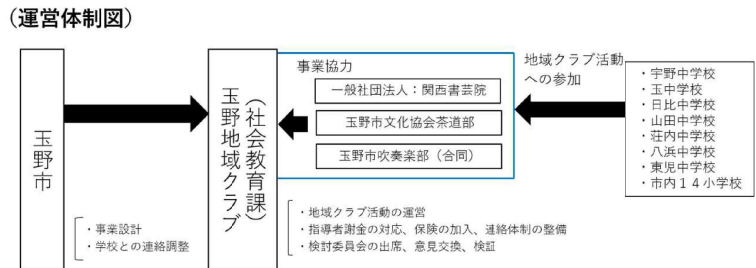 （運営体制図）
玉野市
・事業設計
・学校との連絡調整
玉野地域クラブ
（社会教育課）
事業協力
一般社団法人：関西書芸院
玉野市文化協会茶道部
玉野市吹奏楽部（合同）
・地域クラブ活動の運営
・指導者謝金の対応、保険の加入、連絡体制の整備
・検討委員会の出席、意見交換、検証
地域クラブ活動
への参加
・宇野中学校
・玉中学校
・日比中学校
・山田中学校
・荘内中学校
・八浜中学校
・東児中学校
・市内１４小学校